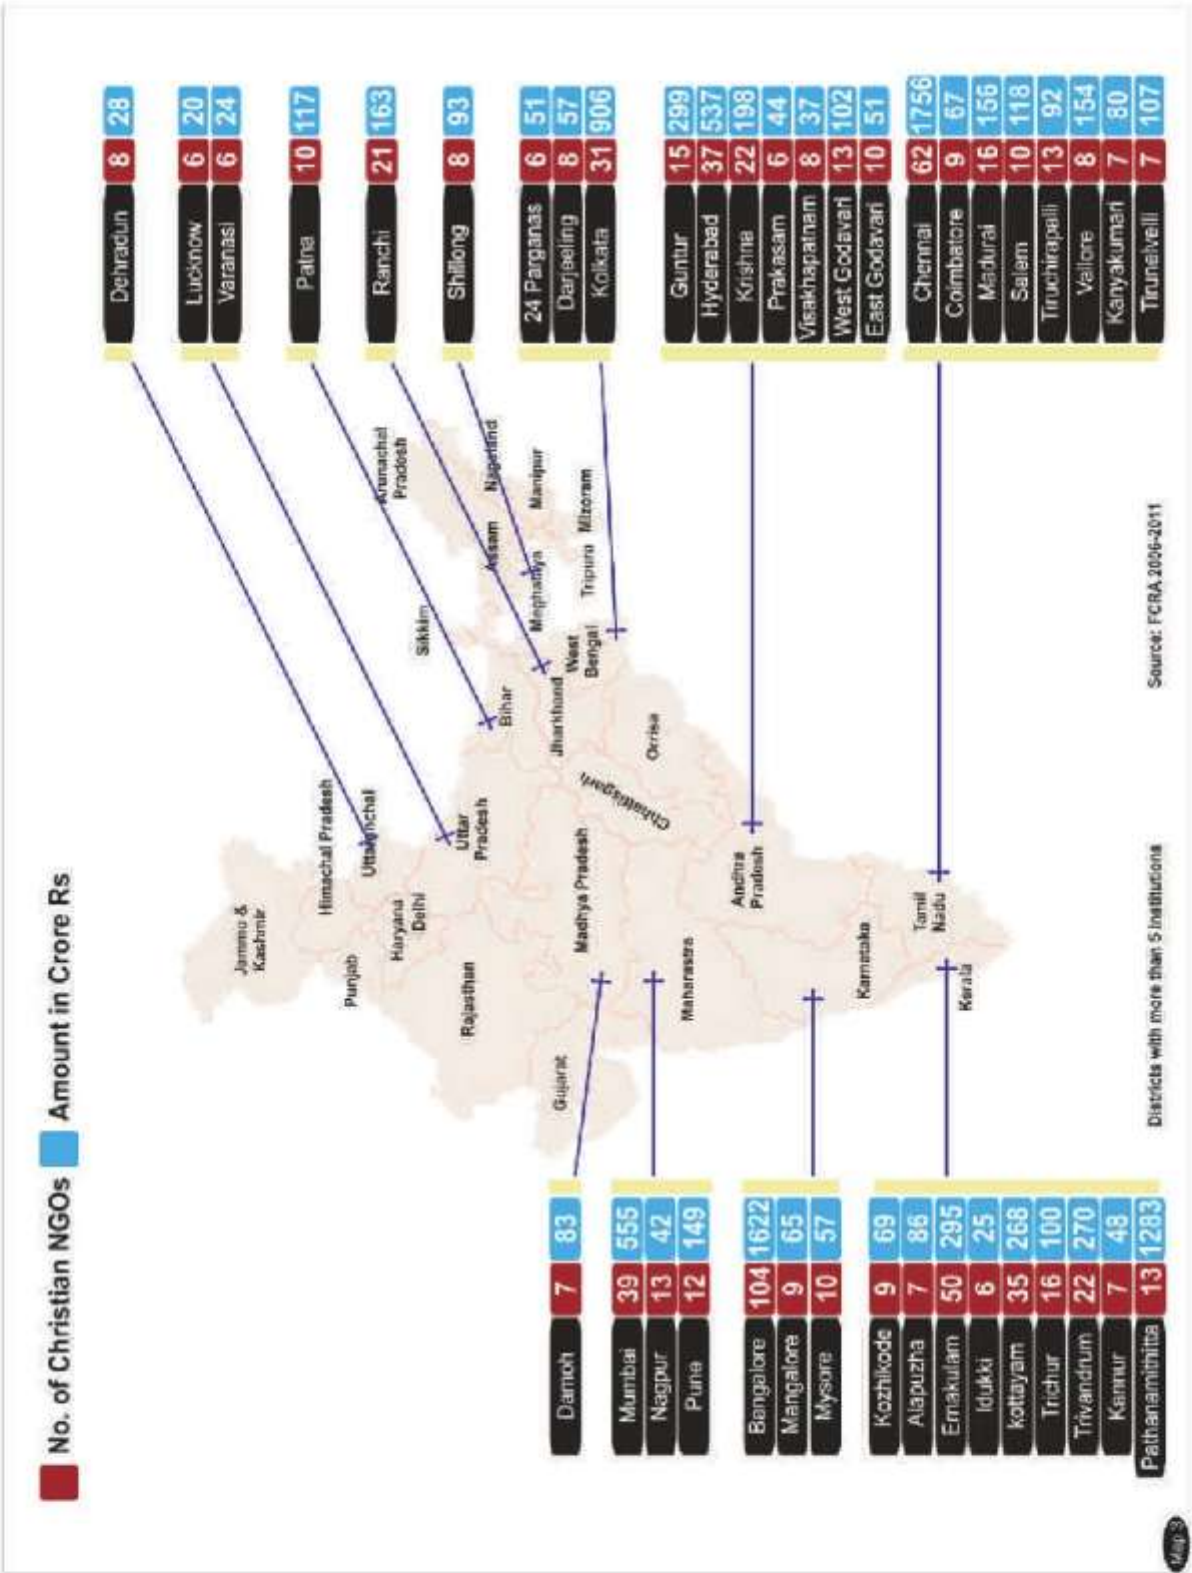 No. of Christian NGOs
Amount in Crore Rs
Dehradun 8 28
Lucknow 6 20
Varanasi 6 24
Patna 10 117
Ranchi 21 163
Shillong 8 93
24 Parganas 6 51
Darjeeling 8 57
Kolkata 31 906
Guntur 15 299
Hyderabad 37 537
Krishna 22 198
Prakasam 6 44
Visakhapatnam 8 37
West Godavari 13 102
East Godavari 10 51
Chennai 62 1756
Coimbatore 9 67
Madurai 16 156
Salem 10 118
Tiruchirapalli 13 92
Vallore 8 154
Kanyakumari 7 80
Tirunelvelli 7 107
Damoh 7 83
Mumbai 39 555
Nagpur 13 42
Pune 12 149
Bangalore 104 1622
Mangalore 9 65
Mysore 10 57
Kozhikode 9 69
Alapuzha 7 86
Ernakulam 50 295
Idukki 6 25
kottayam 35 268
Trichur 16 100
Trivandrum 22 270
Kannur 7 48
Pathanamithitta 13 1283
Jammu &
Kashmir
Himachal Pradesh
Punjab
Uttaranchal
Haryana
Delhi
Rajasthan
Uttar
Pradesh
Sikkim
Arunachal
Pradesh
Assam
Nagaland
Meghalaya
Manipur
Bihar
Jharkhand
West
Bengal
Tripuru
Mizoram
Gujarat
Madhya Pradesh
Chhattisgarh
Orrisa
Maharastra
Andhra
Pradesh
Karnataka
Tamil
Nadu
Kerala
Districts with more than 5 institutions
Source: FCRA 2006-2011
Map 3